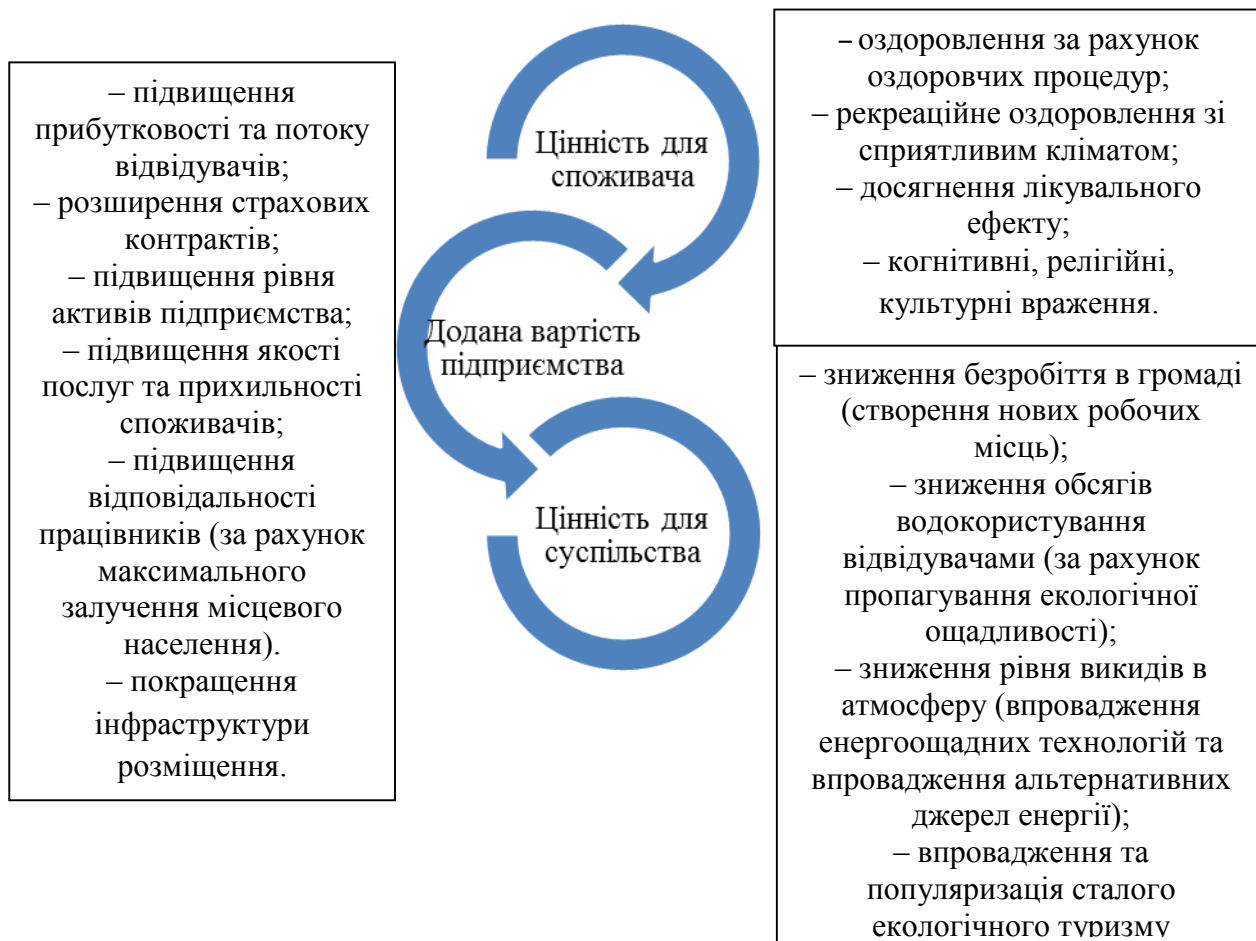 – підвищення
прибутковості та потоку
відвідувачів;
– розширення страхових
контрактів;
– підвищення рівня
активів підприємства;
– підвищення якості
послуг та прихильності
споживачів;
– підвищення
відповідальності
працівників (за рахунок
максимального
залучення місцевого
населення).
– покращення
інфраструктури
розміщення.
Цінність для
споживача
Додана вартість
підприємства
Цінність для
суспільства
– оздоровлення за рахунок
оздоровчих процедур;
– рекреаційне оздоровлення зі
сприятливим кліматом;
– досягнення лікувального
ефекту;
– когнітивні, релігійні,
культурні враження.
– зниження безробіття в громаді
(створення нових робочих
місць);
– зниження обсягів
водокористування
відвідувачами (за рахунок
пропагування екологічної
ощадливості);
– зниження рівня викидів в
атмосферу (впровадження
енергоощадних технологій та
впровадження альтернативних
джерел енергії);
– впровадження та
популяризація сталого
екологічного туризму